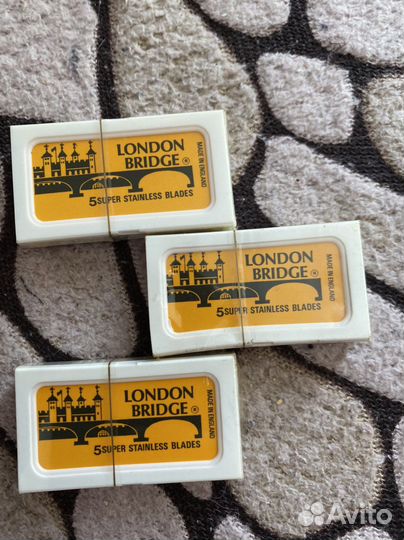 LONDON
BRIDGE®
MADE IN ENGLAND
5 SUPER STAINLESS BLADES
LONDON
BRIDGE®
MADE IN ENGLAND
5 SUPER STAINLESS BLADES
LONDON
BRIDGE®
MADE IN ENGLAND
5 SUPER STAINLESS BLADES
Avito